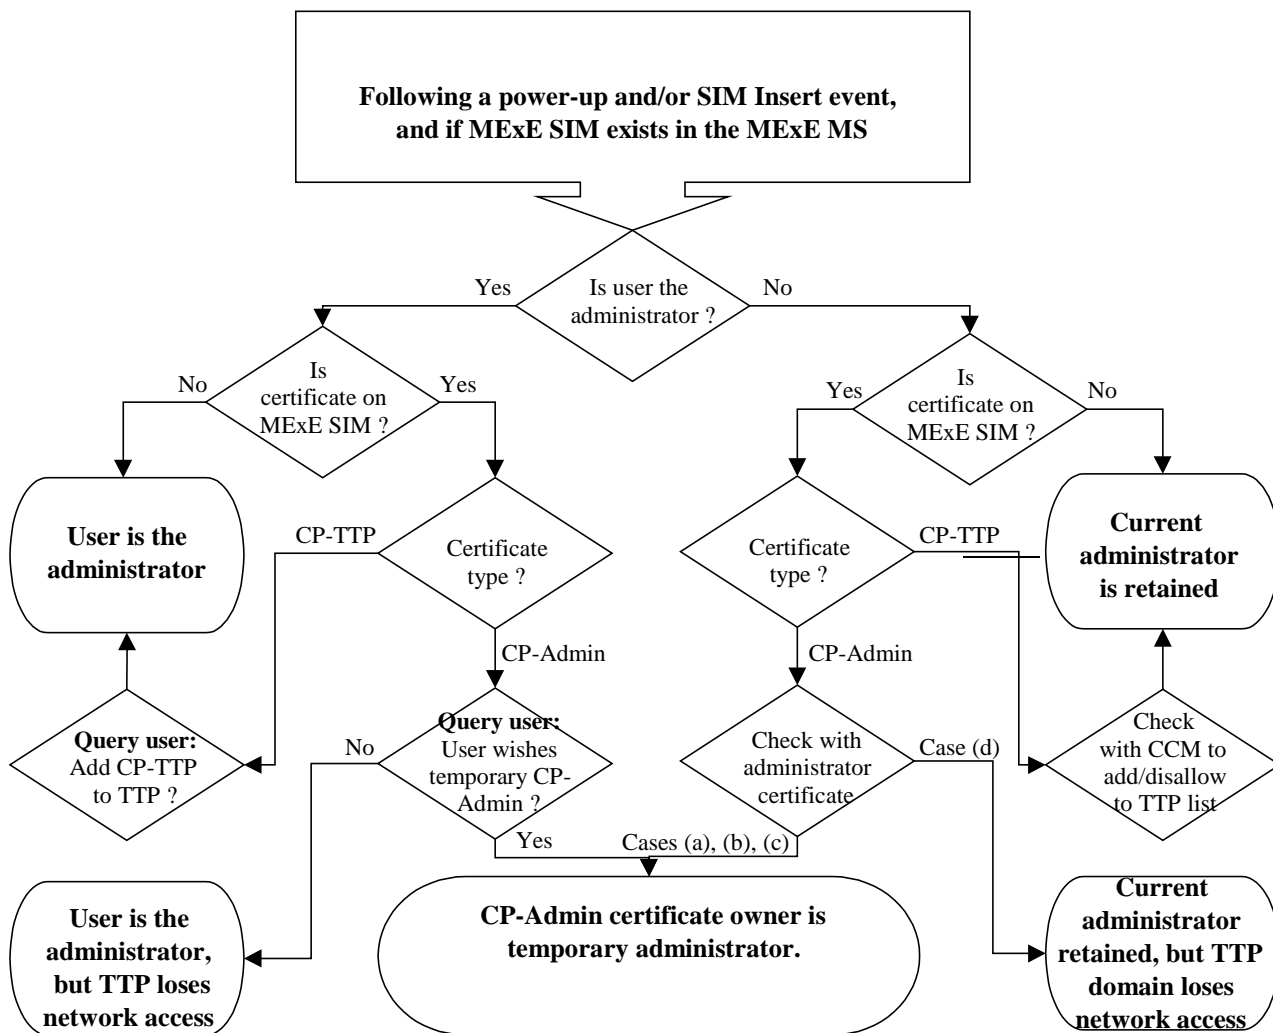 Following a power-up and/or SIM Insert event,
and if MExE SIM exists in the MExE MS
Yes
Is user the
administrator ?
No
No
Is
certificate on
MExE SIM ?
Yes
Yes
Is
certificate on
MExE SIM ?
No
User is the
administrator
CP-TTP
Certificate
type ?
Certificate
type ?
CP-TTP
Current
administrator
is retained
CP-Admin
CP-Admin
Query user:
Add CP-TTP
to TTP ?
No
Query user:
User wishes
temporary CP-
Admin ?
Check with
administrator
certificate
Case (d)
Check
with CCM to
add/disallow
to TTP list
Yes
Cases (a), (b), (c)
User is the
administrator,
but TTP loses
network access
CP-Admin certificate owner is
temporary administrator.
Current
administrator
retained, but TTP
domain loses
network access